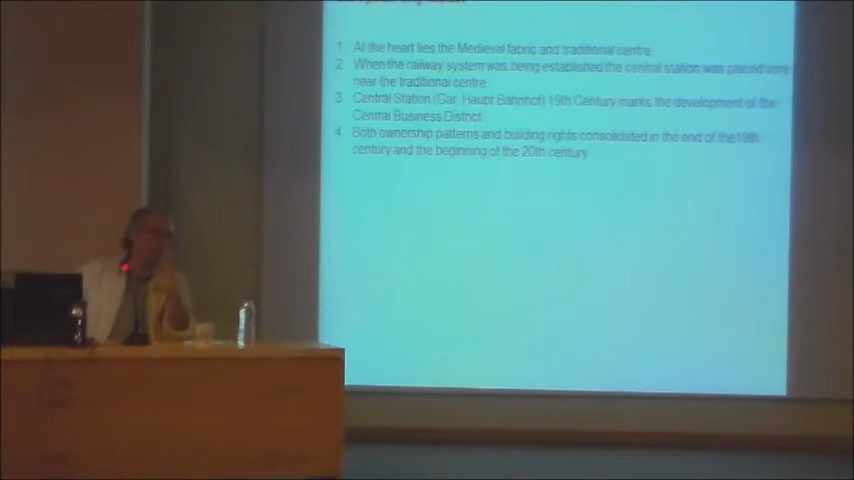 1 At the heart lies the Medieval fabric and traditional centre.
2 When the railway system was being established the central station was placed very
near the traditional centre.
3 Central Station (Gar. Haupt Bahnhof) 19th Century marks the development of the
Central Business District.
4 Both ownership patterns and building rights consolidated in the end of the 19th
century and the beginning of the 20th century.